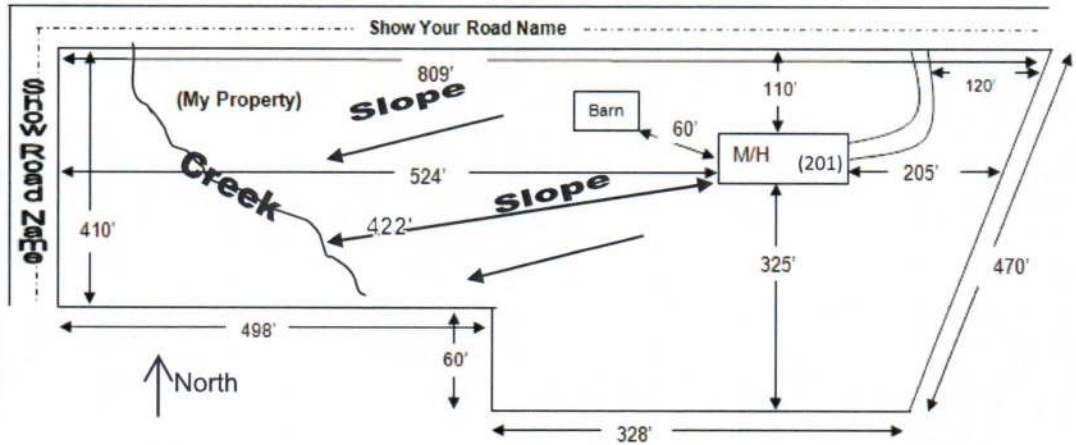 Show Your Road Name
Show Road Name
809'
(My Property)
Slope
110'
120'
Barn
60'
M/H
(201)
Creek
524'
Slope
205'
410'
422'
325'
470'
498'
60'
North
328'